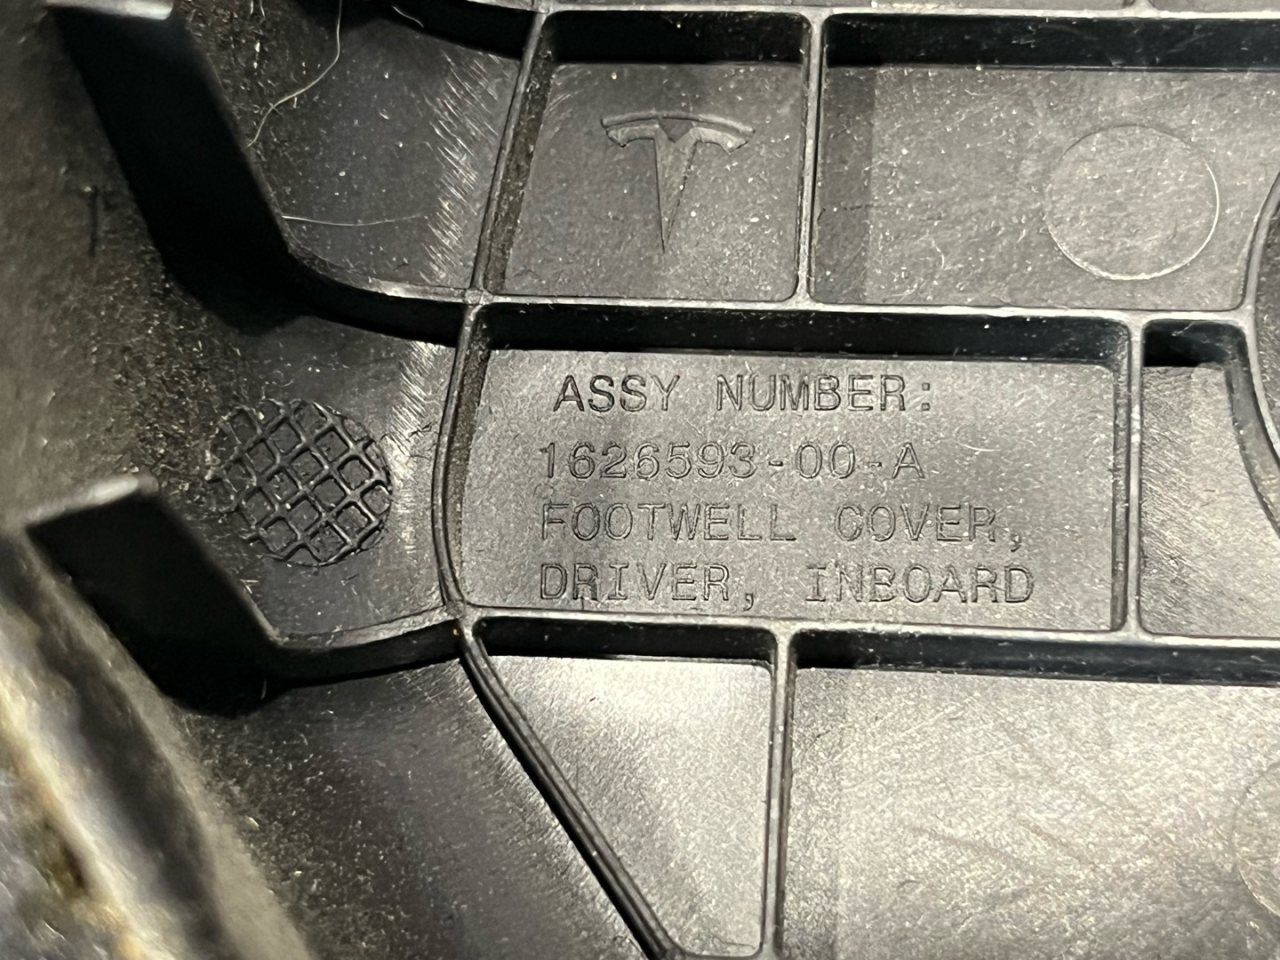 ASSY NUMBER:
1626593-00-A
FOOTWELL COVER,
DRIVER, INBOARD